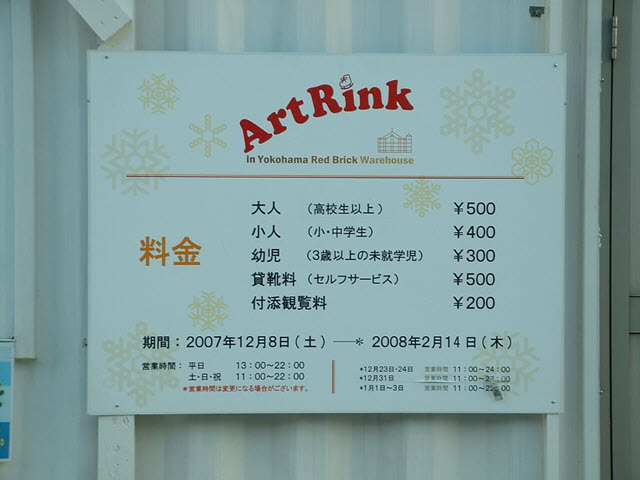 ArtRink
in Yokohama Red Brick Warehouse
料金
大人 (高校生以上) ¥500
小人 (小・中学生) ¥400
幼児 (3歳以上の未就学児) ¥300
貸靴料 (セルフサービス) ¥500
付添観覧料 ¥200
期間:2007年12月8日(土)―* 2008年2月14日(木)
営業時間: 平日 13:00〜22:00
土・日・祝 11:00〜22:00
*営業時間は変更になる場合がございます。
*12月23日・24日 営業時間 11:00〜24:00
*12月31日 営業時間 11:00〜
*1月1日〜3日 営業時間 11:00〜